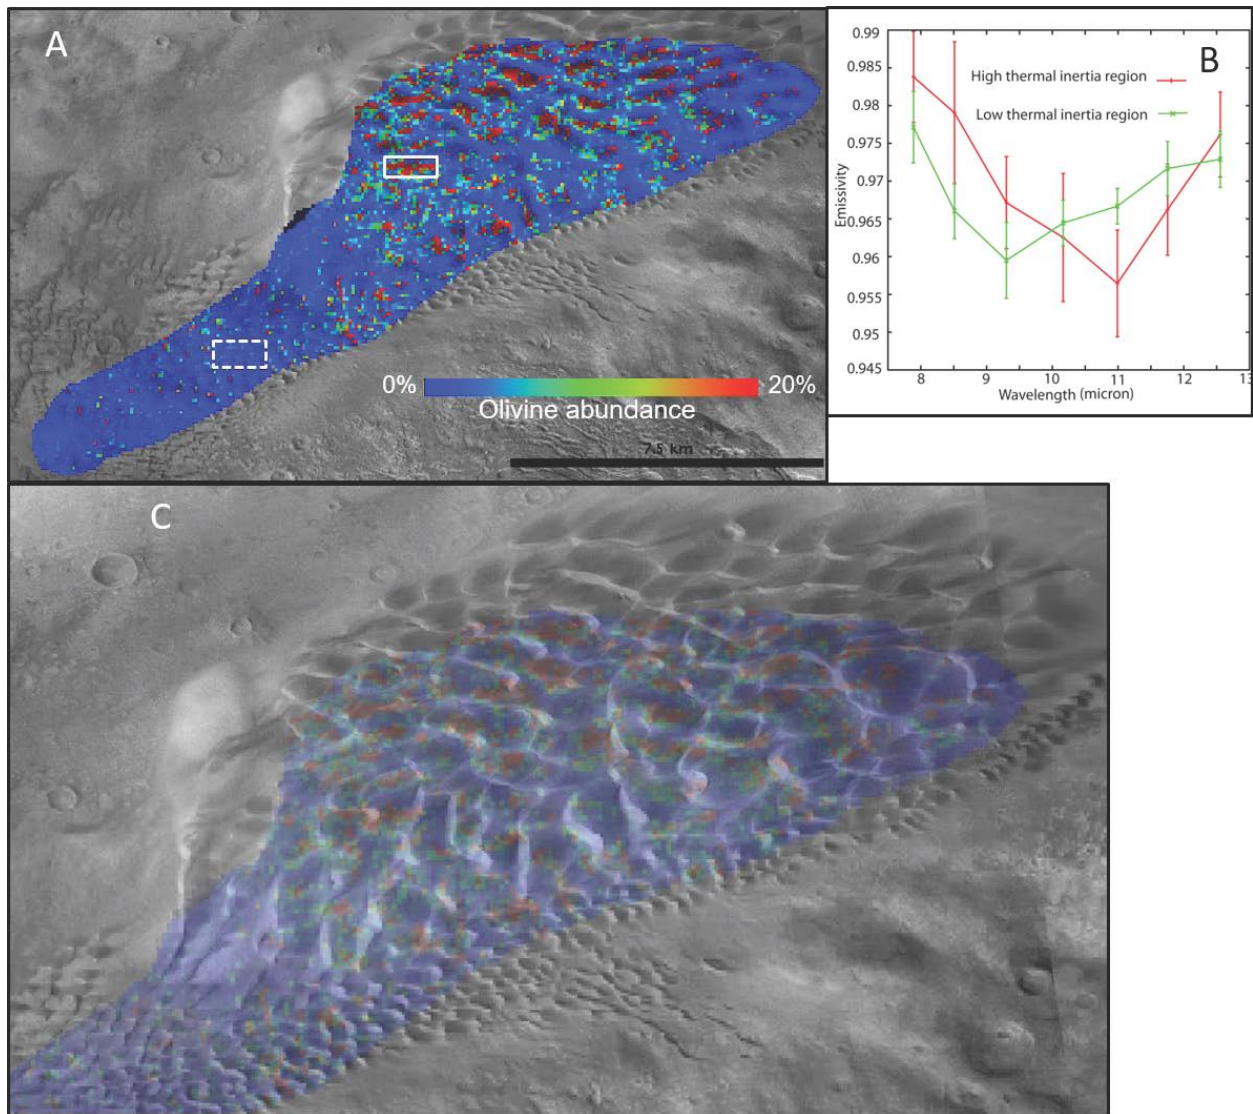 A
0%
20%
Olivine abundance
7.5 km
B
0.99
0.985
0.98
0.975
0.97
0.965
0.96
0.955
0.95
0.945
Emissivity
High thermal inertia region
Low thermal inertia region
8
9
10
11
12
13
Wavelength (micron)
C